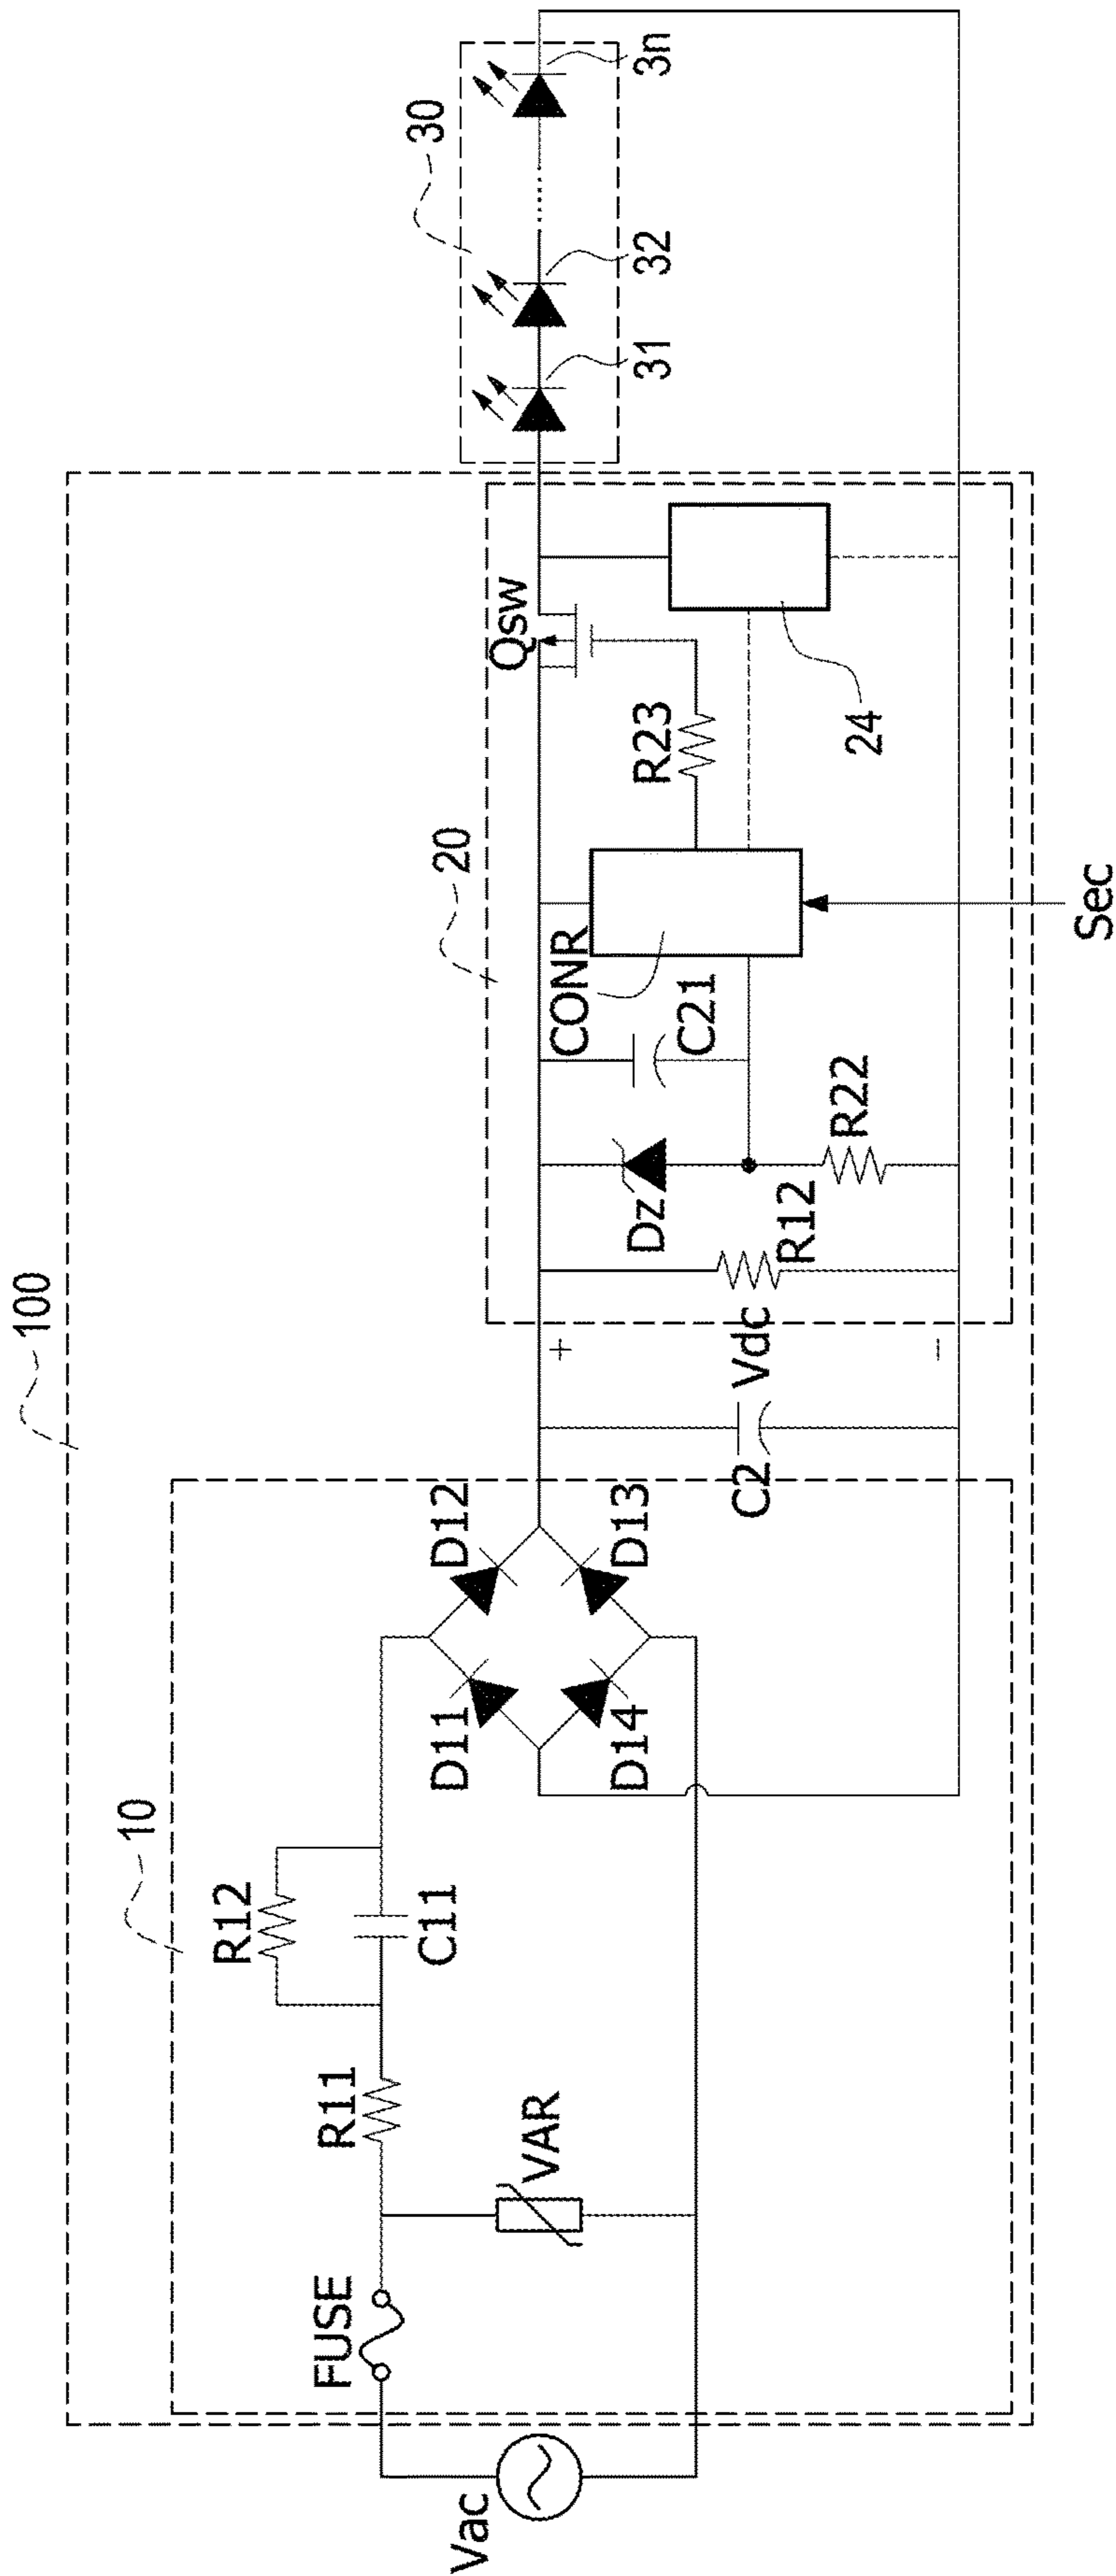 100
10
20
30
Vac
FUSE
VAR
R11
R12
C11
D11
D12
D14
D13
C2
+
Vdc
−
R12
Dz
R22
C21
CONR
Sec
R23
Qsw
24
31
32
3n